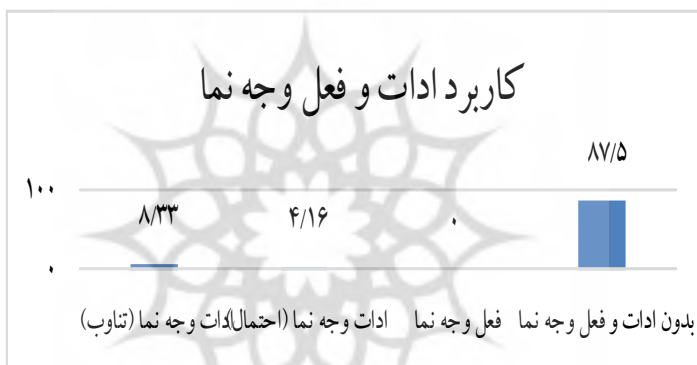 کاربرد ادات و فعل وجه نما
۸۷/۵
۱۰۰
۸/۳۳
۴/۱۶
۰
۰
بدون ادات و فعل وجه نما
فعل وجه نما
ادات وجه نما (احتمال)
ادات وجه نما (تناوب)